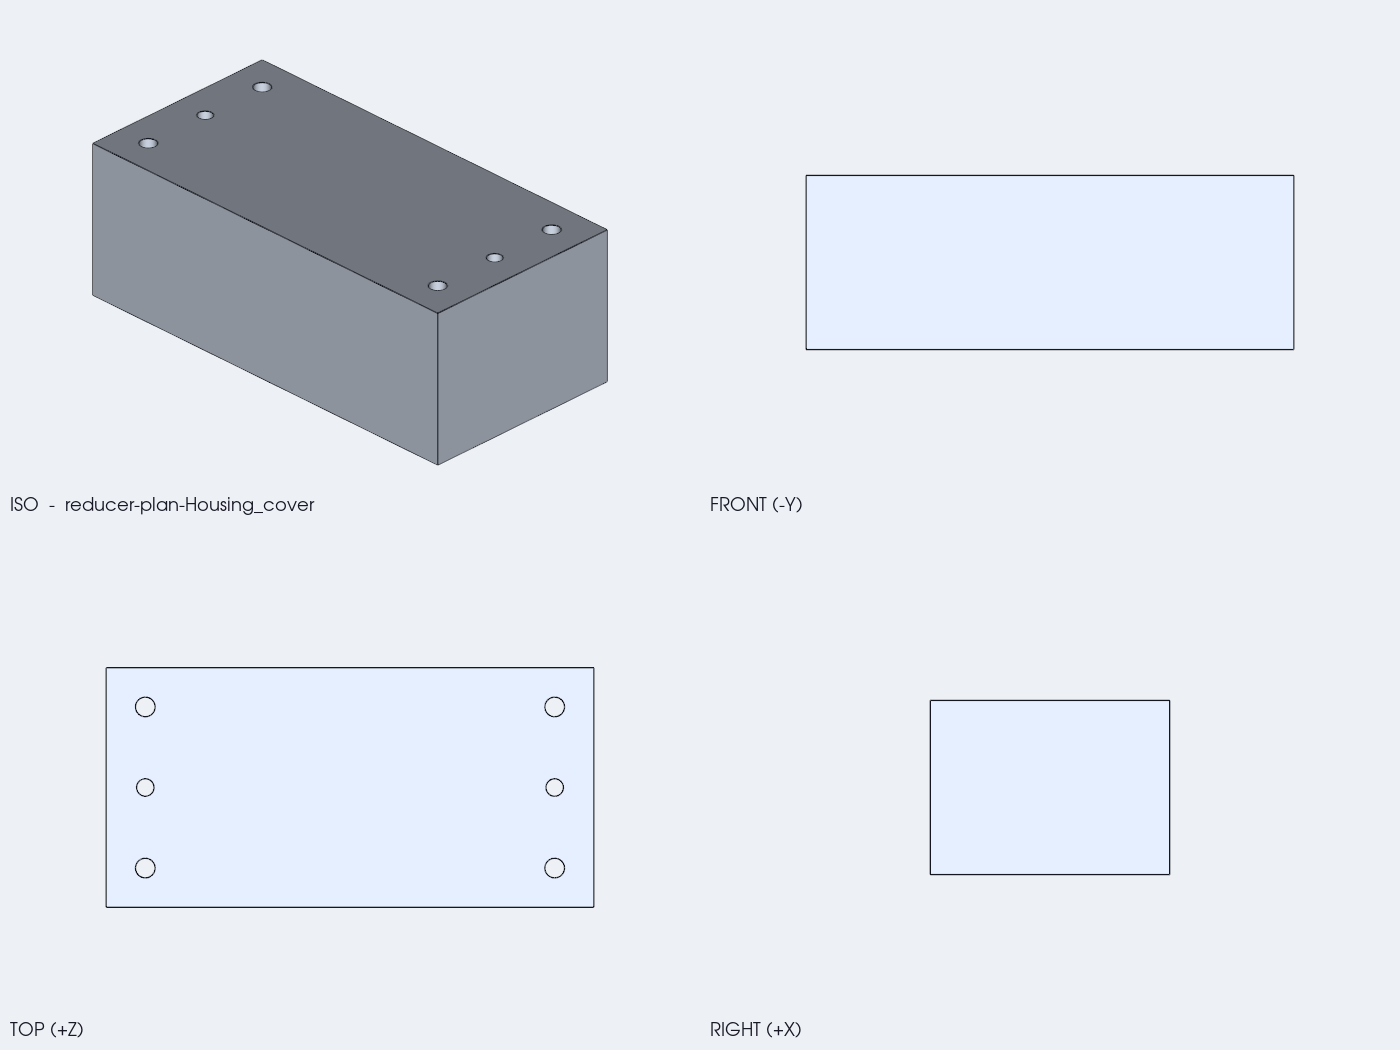 ISO - reducer-plan-Housing_cover
FRONT (-Y)
TOP (+Z)
RIGHT (+X)